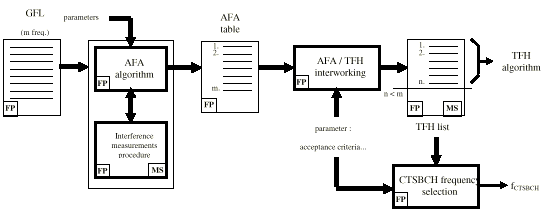 GFL
(m freq.)
FP
parameters
AFA
algorithm
FP
Interference
measurements
procedure
FP
MS
AFA
table
1.
2.
m.
FP
AFA / TFH
interworking
FP
parameter :
acceptance criteria...
1.
2.
n.
n < m
FP
MS
TFH list
TFH
algorithm
CTSBCH frequency
selection
FP
fCTSBCH